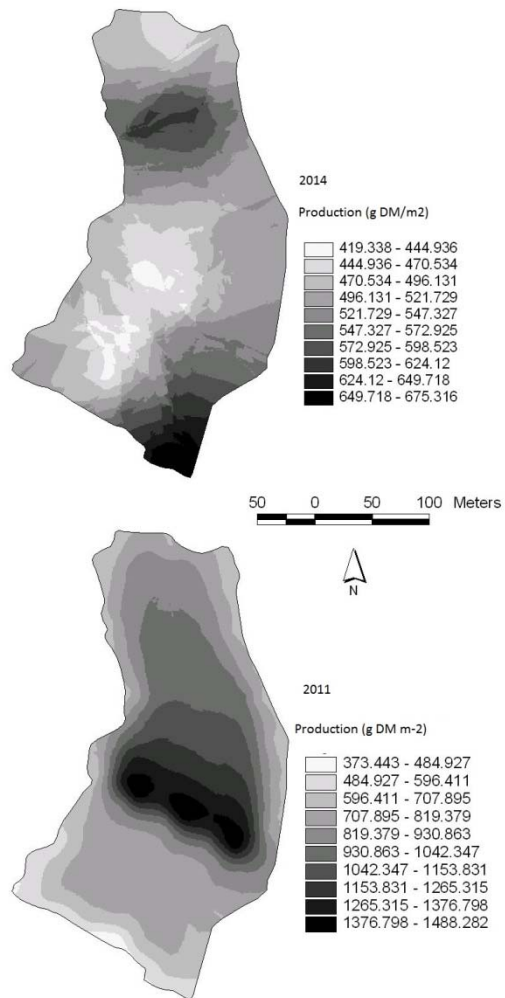 2014
Production (g DM/m2)
419.338 - 444.936
444.936 - 470.534
470.534 - 496.131
496.131 - 521.729
521.729 - 547.327
547.327 - 572.925
572.925 - 598.523
598.523 - 624.12
624.12 - 649.718
649.718 - 675.316
50 0 50 100 Meters
N
2011
Production (g DM m-2)
373.443 - 484.927
484.927 - 596.411
596.411 - 707.895
707.895 - 819.379
819.379 - 930.863
930.863 - 1042.347
1042.347 - 1153.831
1153.831 - 1265.315
1265.315 - 1376.798
1376.798 - 1488.282